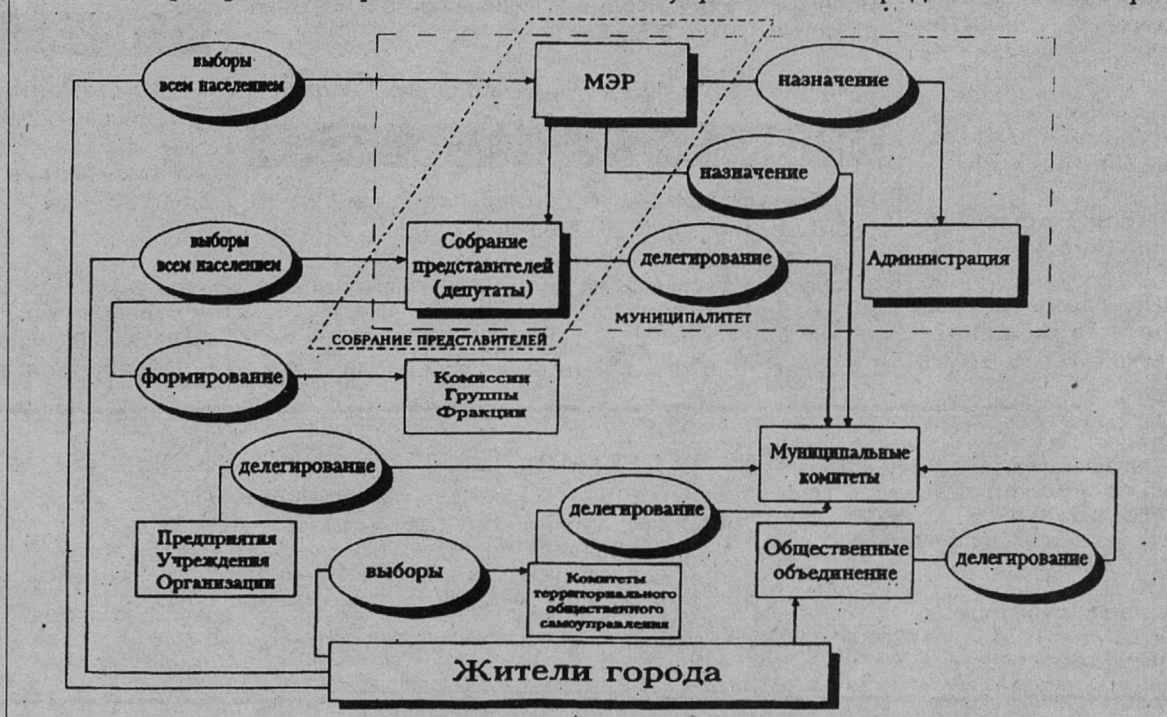 выборы
всем населением
МЭР
назначение
назначение
выборы
всем населением
Собрание
представителей
(депутаты)
делегирование
Администрация
МУНИЦИПАЛИТЕТ
СОБРАНИЕ ПРЕДСТАВИТЕЛЕЙ
формирование
Комиссии
Группы
Фракции
делегирование
Муниципальные
комитеты
делегирование
Предприятия
Учреждения
Организации
выборы
Комитеты
территориального
общественного
самоуправления
Общественные
объединение
делегирование
Жители города